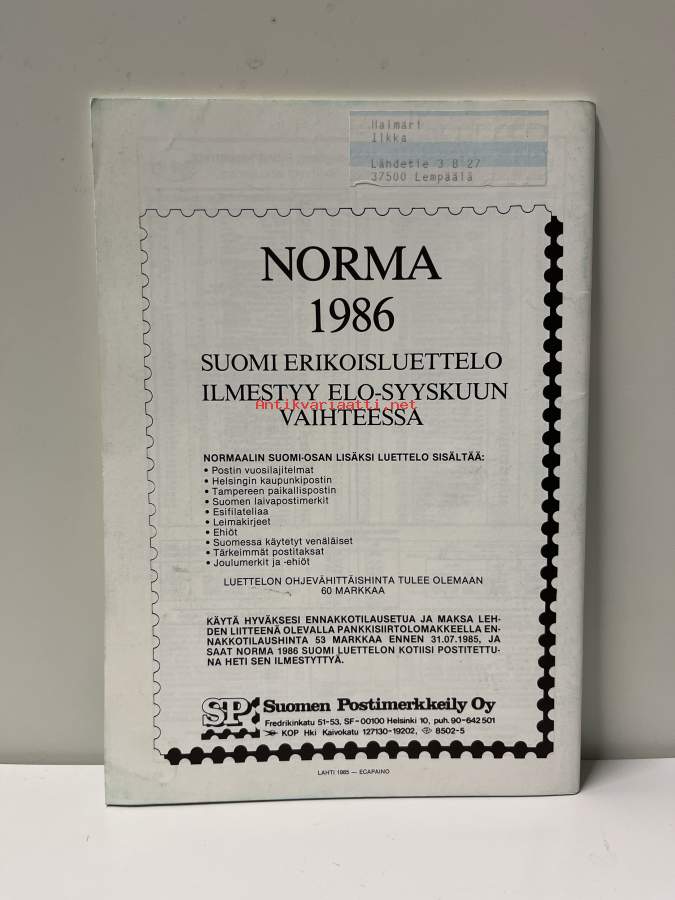 Halmari
Ilkka
Lähdetie 3 B 27
37500 Lempäälä
NORMA
1986
SUOMI ERIKOISLUETTELO
ILMESTYY ELO-SYYSKUUN
Antikvariaatti.net
VAIHTEESSA
NORMAALIN SUOMI-OSAN LISÄKSI LUETTELO SISÄLTÄÄ:
• Postin vuosilajitelmat
• Helsingin kaupunkipostin
• Tampereen paikallispostin
• Suomen laivapostimerkit
• Esifilateliaa
• Leimakirjeet
• Ehiöt
• Suomessa käytetyt venäläiset
• Tärkeimmät postitaksat
• Joulumerkit ja -ehiöt
LUETTELON OHJEVÄHITTÄISHINTA TULEE OLEMAAN
60 MARKKAA
KÄYTÄ HYVÄKSESI ENNAKKOTILAUSETUA JA MAKSA LEH-
DEN LIITTEENÄ OLEVALLA PANKKISIIRTOLOMAKKEELLA EN-
NAKKOTILAUSHINTA 53 MARKKAA ENNEN 31.07.1985, JA
SAAT NORMA 1986 SUOMI LUETTELON KOTIISI POSTITETTU-
NA HETI SEN ILMESTYTTYÄ.
SP Suomen Postimerkkeily Oy
Fredrikinkatu 51-53, SF-00100 Helsinki 10, puh. 90-642 501
KOP Hki Kaivokatu 127130-19202, 8502-5
LAHTI 1985 — ECAPAINO